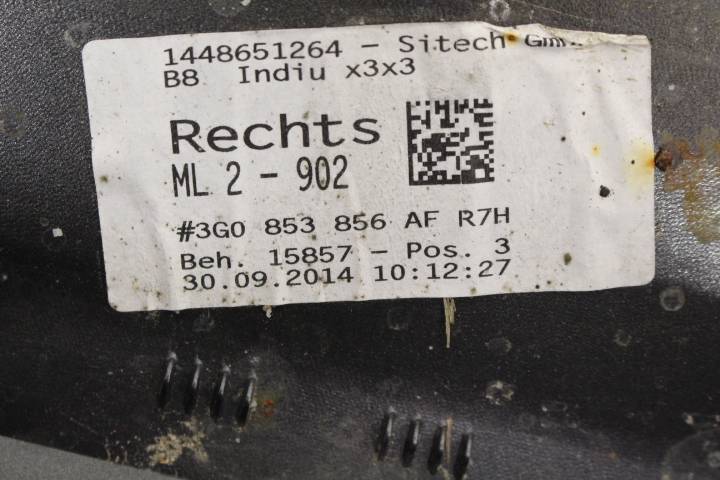 1448651264 - Sitech GmbH
B8 Indiu x3x3
Rechts
ML 2 - 902
#3G0 853 856 AF R7H
Beh. 15857 - Pos. 3
30.09.2014 10:12:27